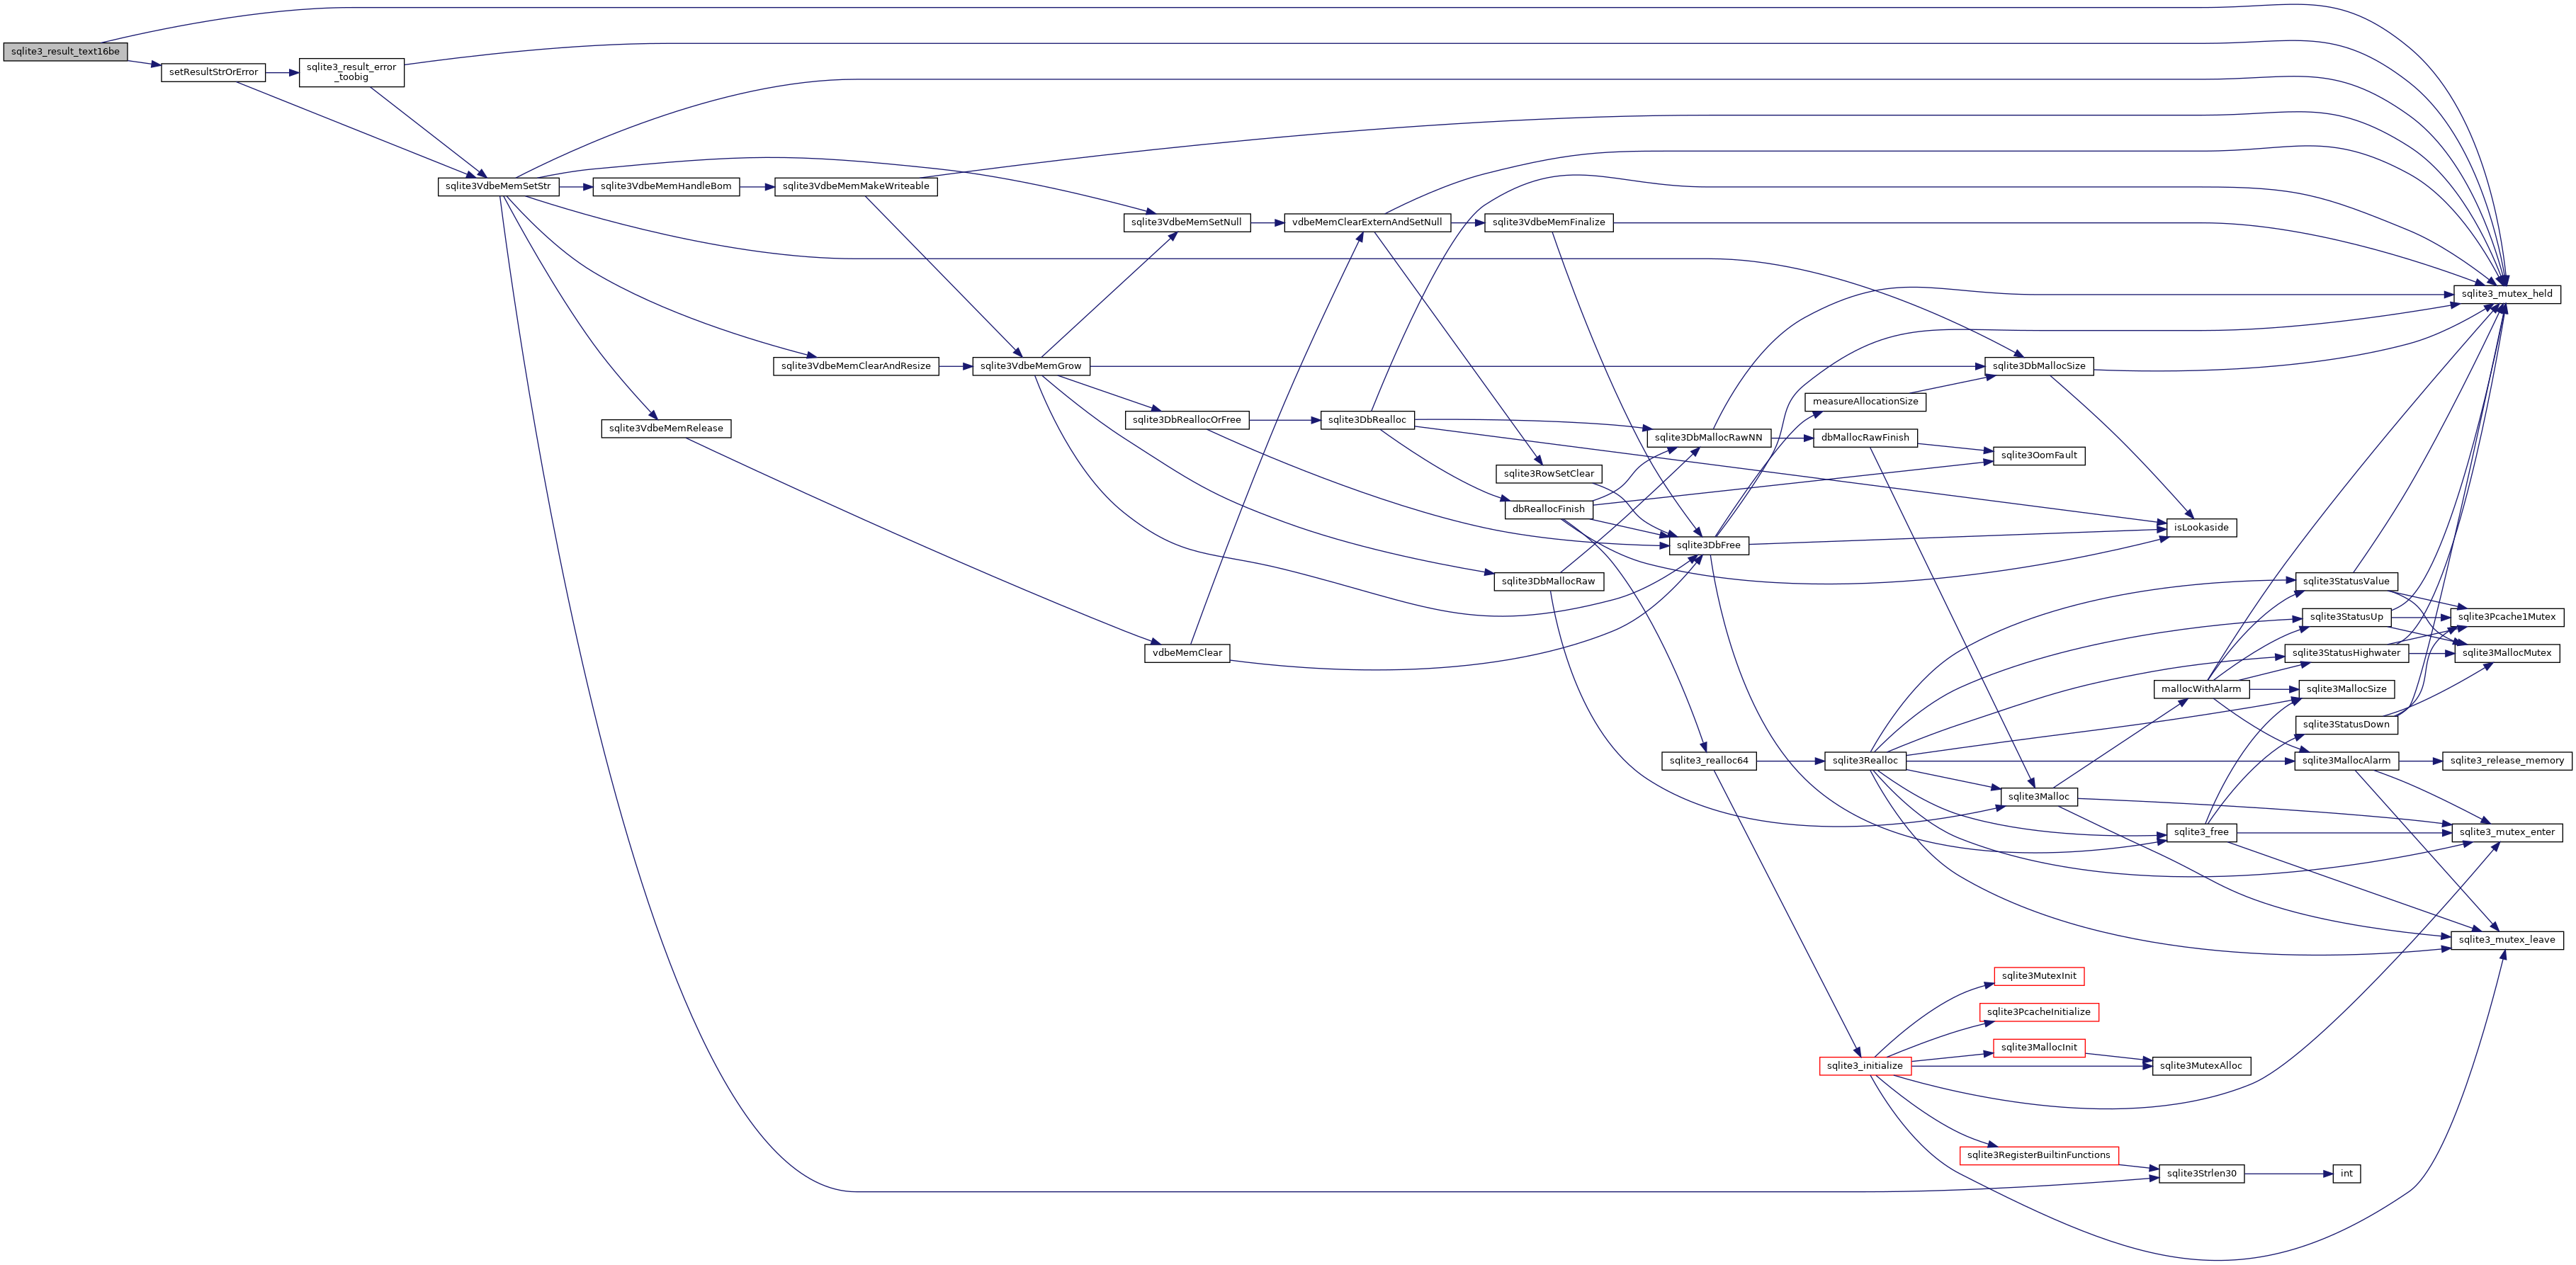 sqlite3_result_text16be
setResultStrOrError
sqlite3_result_error
_toobig
sqlite3VdbeMemSetStr
sqlite3VdbeMemHandleBom
sqlite3VdbeMemMakeWriteable
sqlite3VdbeMemSetNull
vdbeMemClearExternAndSetNull
sqlite3VdbeMemFinalize
sqlite3_mutex_held
sqlite3VdbeMemClearAndResize
sqlite3VdbeMemGrow
sqlite3DbMallocSize
measureAllocationSize
sqlite3VdbeMemRelease
sqlite3DbReallocOrFree
sqlite3DbRealloc
sqlite3DbMallocRawNN
dbMallocRawFinish
sqlite3OomFault
sqlite3RowSetClear
dbReallocFinish
isLookaside
sqlite3DbFree
sqlite3DbMallocRaw
sqlite3StatusValue
sqlite3StatusUp
sqlite3Pcache1Mutex
vdbeMemClear
sqlite3StatusHighwater
sqlite3MallocMutex
mallocWithAlarm
sqlite3MallocSize
sqlite3StatusDown
sqlite3_realloc64
sqlite3Realloc
sqlite3MallocAlarm
sqlite3_release_memory
sqlite3Malloc
sqlite3_free
sqlite3_mutex_enter
sqlite3_mutex_leave
sqlite3MutexInit
sqlite3PcacheInitialize
sqlite3MallocInit
sqlite3_initialize
sqlite3MutexAlloc
sqlite3RegisterBuiltinFunctions
sqlite3Strlen30
int